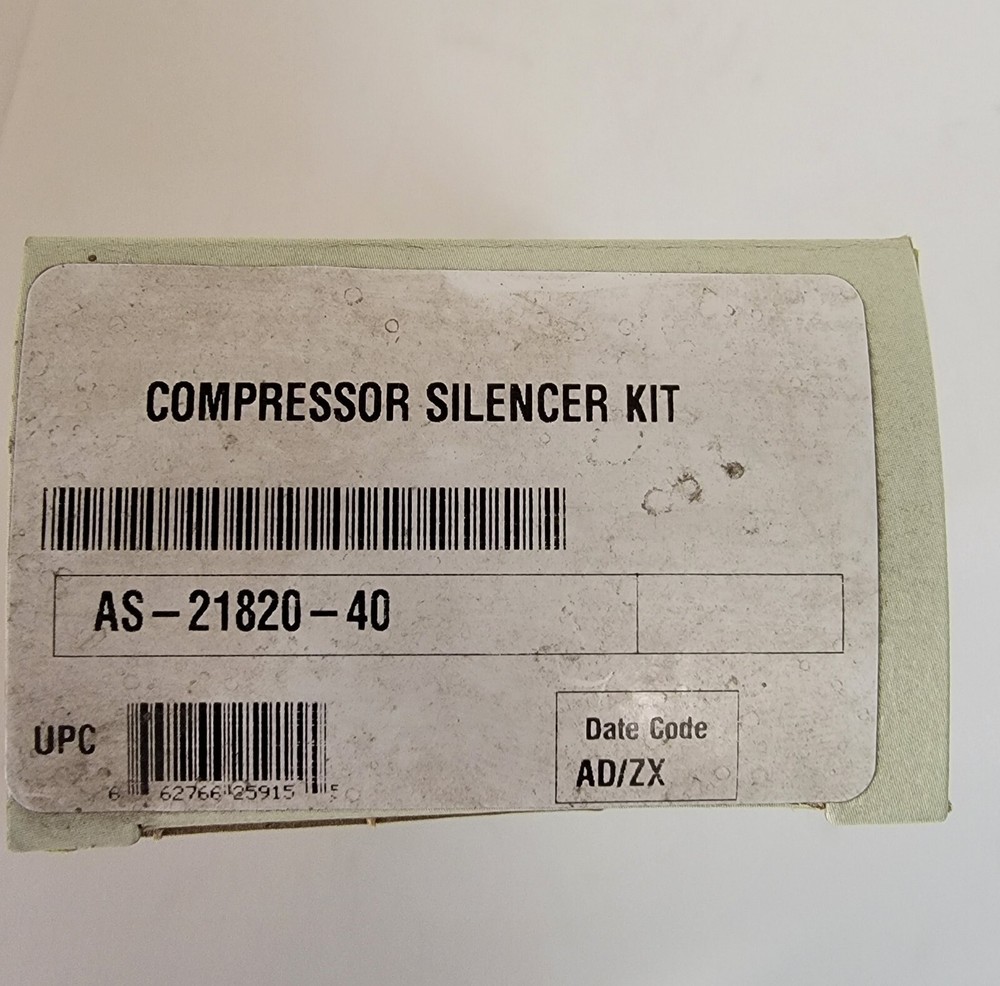 COMPRESSOR SILENCER KIT
AS-21820-40
UPC
6 62766 25915 5
Date Code
AD/ZX